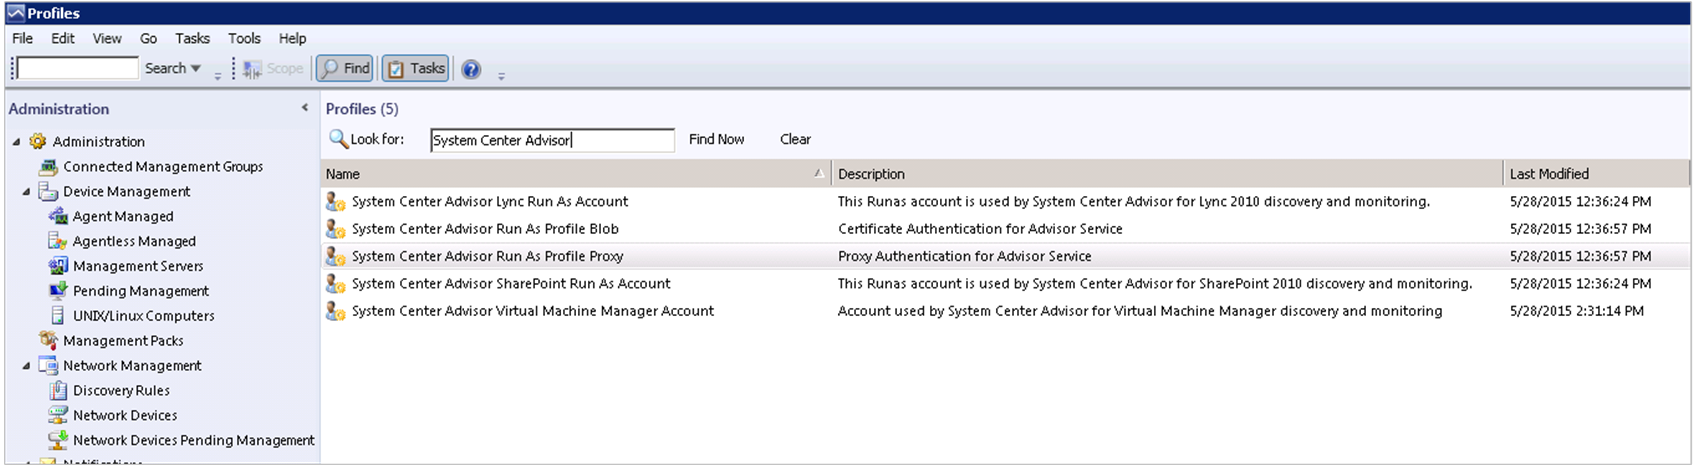 Profiles
File Edit View Go Tasks Tools Help
Search Scope Find Tasks
Administration
Administration
Connected Management Groups
Device Management
Agent Managed
Agentless Managed
Management Servers
Pending Management
UNIX/Linux Computers
Management Packs
Network Management
Discovery Rules
Network Devices
Network Devices Pending Management
Notifications
Profiles (5)
Look for: System Center Advisor Find Now Clear
Name Description Last Modified
System Center Advisor Lync Run As Account This Runas account is used by System Center Advisor for Lync 2010 discovery and monitoring. 5/28/2015 12:36:24 PM
System Center Advisor Run As Profile Blob Certificate Authentication for Advisor Service 5/28/2015 12:36:57 PM
System Center Advisor Run As Profile Proxy Proxy Authentication for Advisor Service 5/28/2015 12:36:57 PM
System Center Advisor SharePoint Run As Account This Runas account is used by System Center Advisor for SharePoint 2010 discovery and monitoring. 5/28/2015 12:36:24 PM
System Center Advisor Virtual Machine Manager Account Account used by System Center Advisor for Virtual Machine Manager discovery and monitoring 5/28/2015 2:31:14 PM